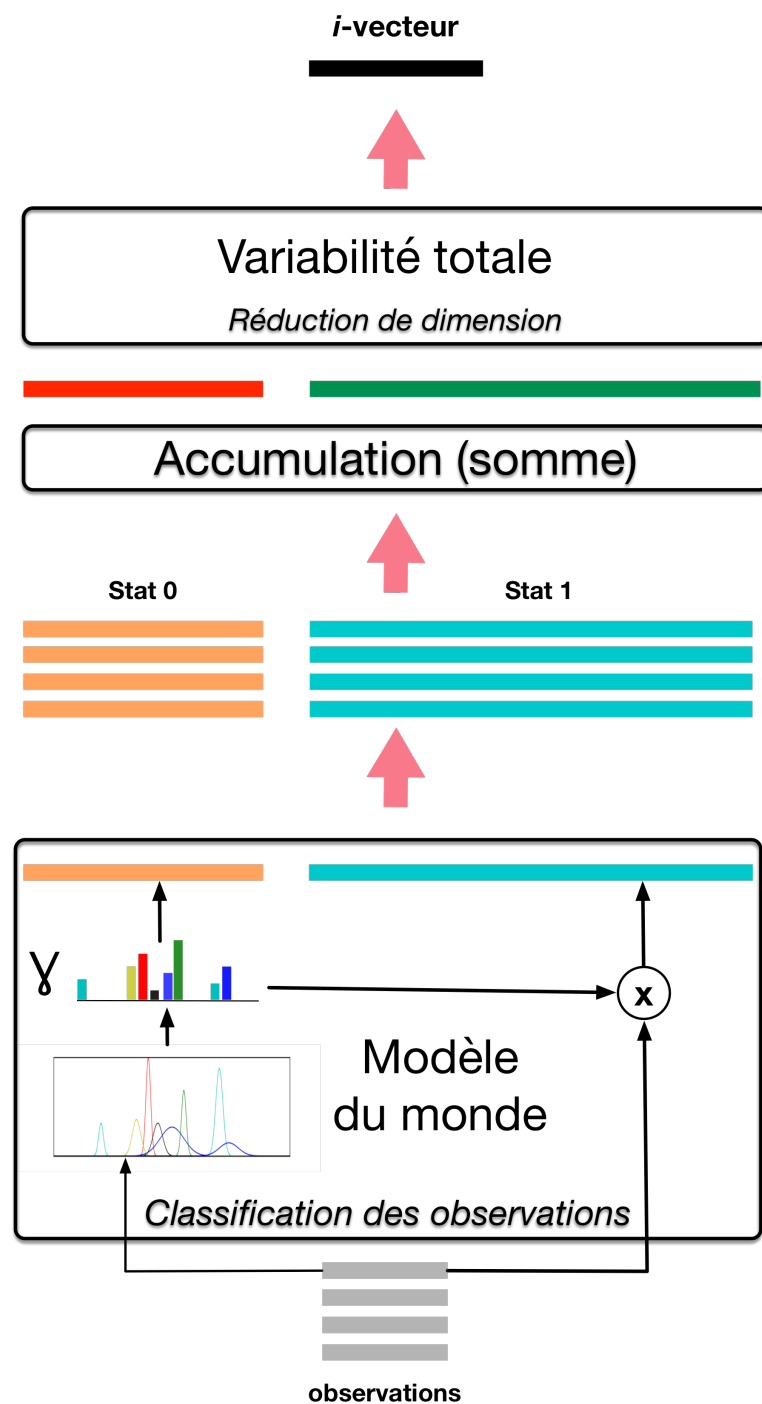 i-vecteur
Variabilité totale
Réduction de dimension
Accumulation (somme)
Stat 0
Stat 1
γ
x
Modèle
du monde
Classification des observations
observations